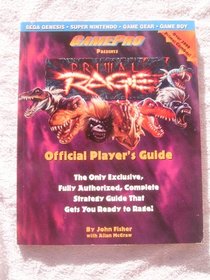 SEGA GENESIS • SUPER NINTENDO • GAME GEAR • GAME BOY
GAMEPRO
PRESENTS
PRIMAL
RAGE
Official Player's Guide
The Only Exclusive,
Fully Authorized, Complete
Strategy Guide That
Gets You Ready to Rage!
By John Fisher
with Allan McGraw